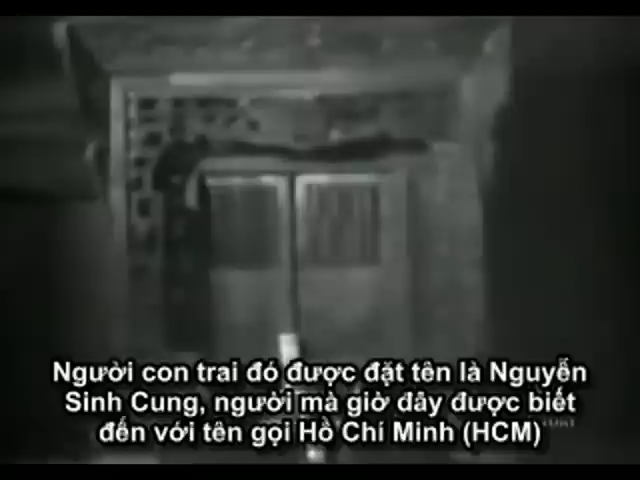 Người con trai đó được đặt tên là Nguyễn
Sinh Cung, người mà giờ đây được biết
đến với tên gọi Hồ Chí Minh (HCM)